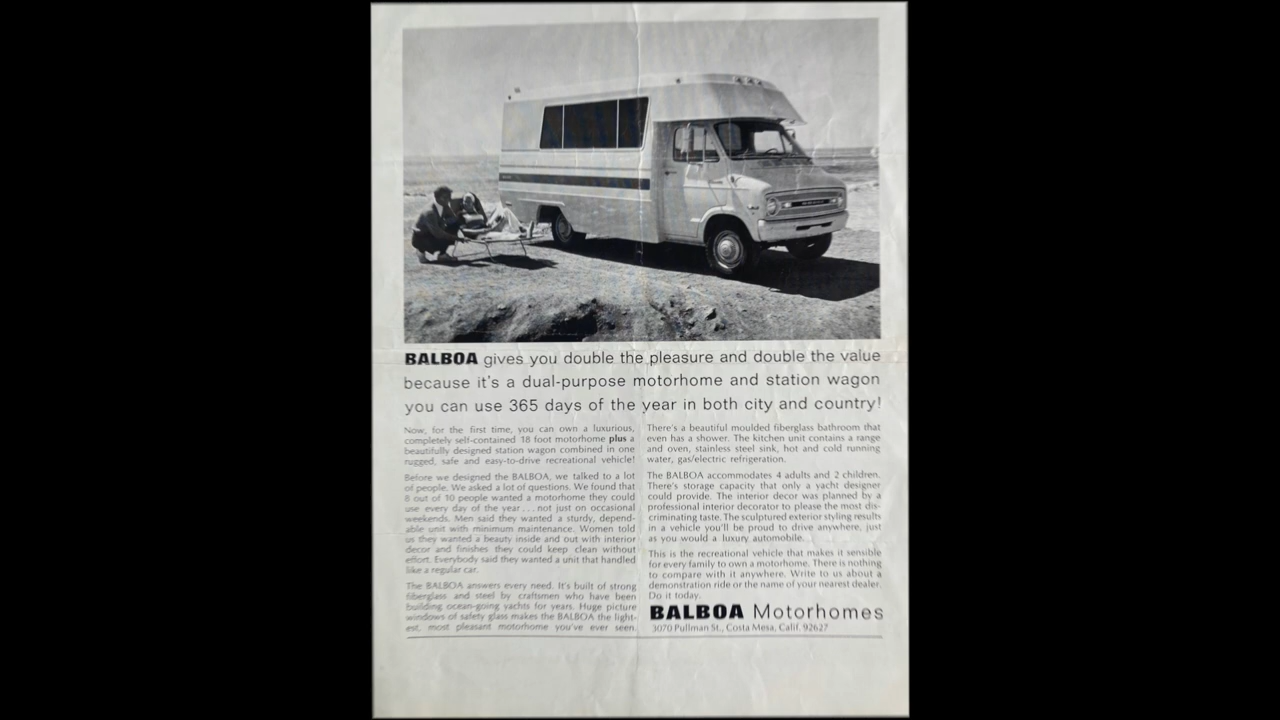 BALBOA gives you double the pleasure and double the value
because it's a dual-purpose motorhome and station wagon
you can use 365 days of the year in both city and country!
Now, for the first time, you can own a luxurious,
completely self-contained 18 foot motorhome plus a
beautifully designed station wagon combined in one
rugged, safe and easy-to-drive recreational vehicle!
Before we designed the BALBOA, we talked to a lot
of people. We asked a lot of questions. We found that
8 out of 10 people wanted a motorhome they could
use every day of the year . . . not just on occasional
weekends. Men said they wanted a sturdy, depend-
able unit with minimum maintenance. Women told
us they wanted a beauty inside and out with interior
decor and finishes they could keep clean without
effort. Everybody said they wanted a unit that handled
like a regular car.
The BALBOA answers every need. It's built of strong
fiberglass and steel by craftsmen who have been
building ocean-going yachts for years. Huge picture
windows of safety glass makes the BALBOA the light-
est, most pleasant motorhome you've ever seen.
There's a beautiful moulded fiberglass bathroom that
even has a shower. The kitchen unit contains a range
and oven, stainless steel sink, hot and cold running
water, gas/electric refrigeration.
The BALBOA accommodates 4 adults and 2 children.
There's storage capacity that only a yacht designer
could provide. The interior decor was planned by a
professional interior decorator to please the most dis-
criminating taste. The sculptured exterior styling results
in a vehicle you'll be proud to drive anywhere, just
as you would a luxury automobile.
This is the recreational vehicle that makes it sensible
for every family to own a motorhome. There is nothing
to compare with it anywhere. Write to us about a
demonstration ride or the name of your nearest dealer.
Do it today.
BALBOA Motorhomes
3070 Pullman St., Costa Mesa, Calif. 92627